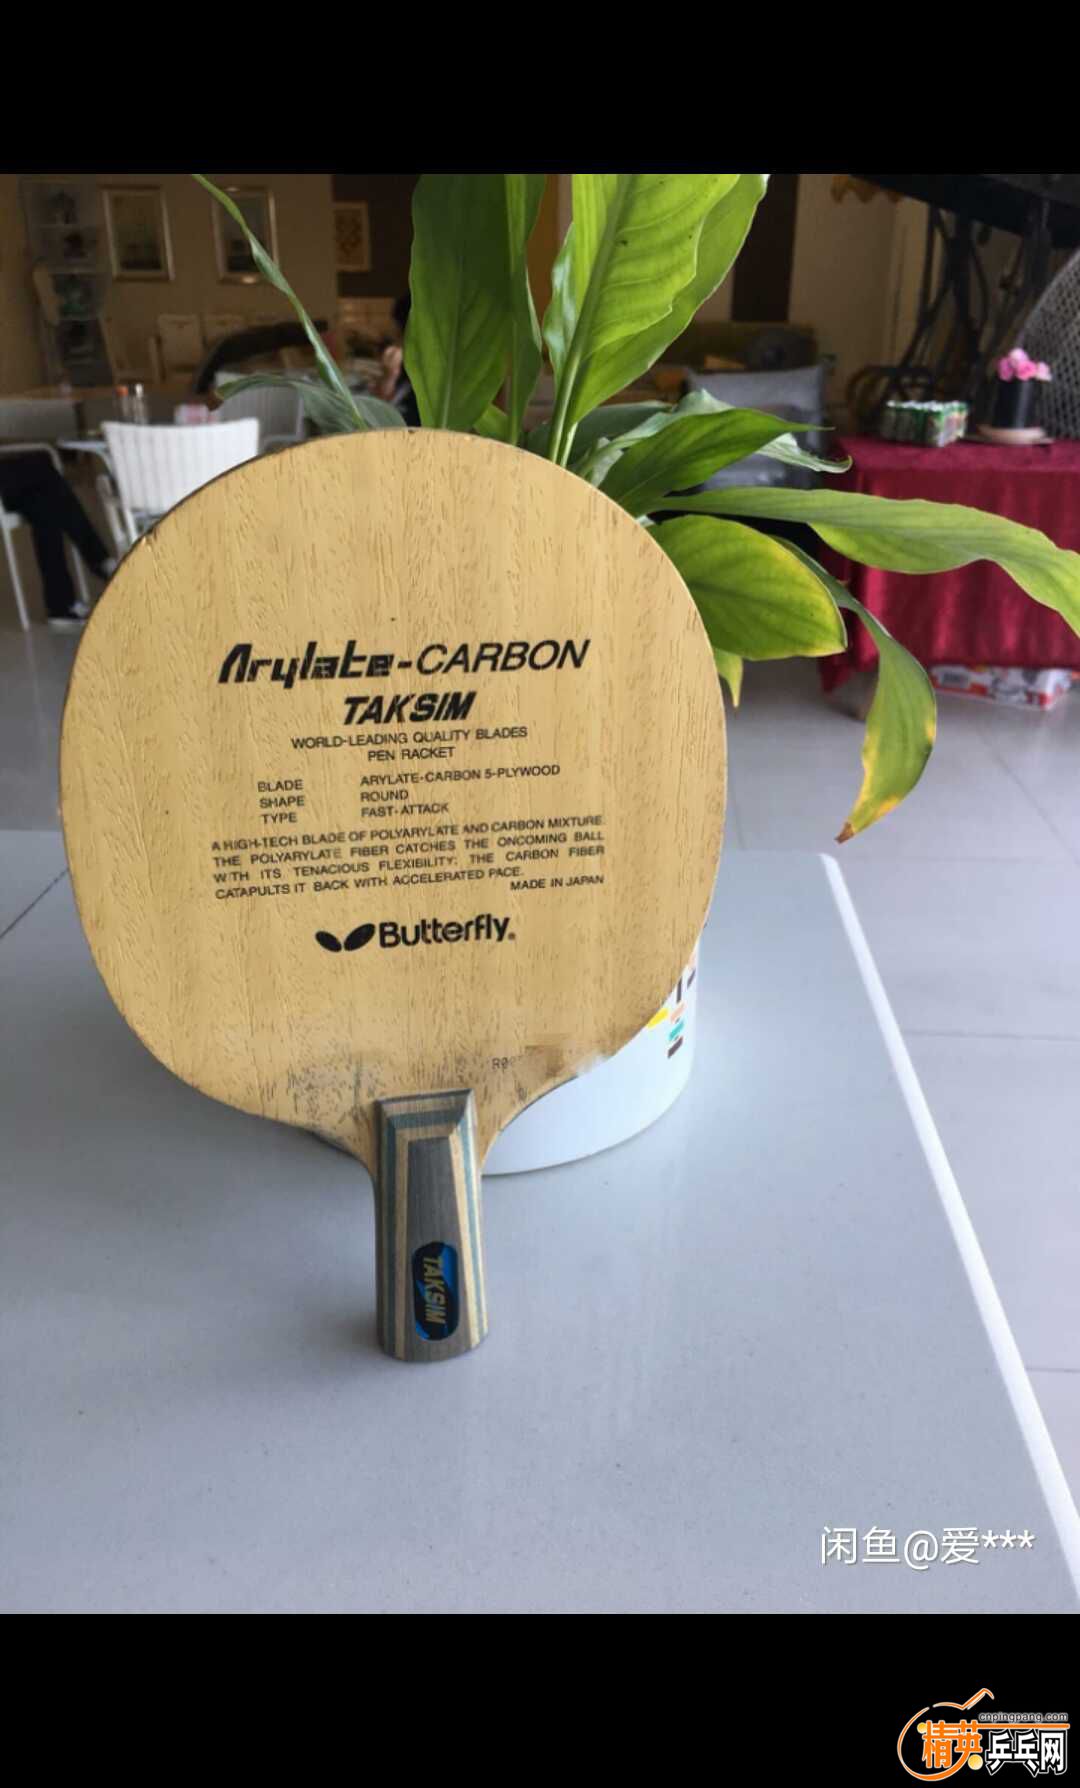 Arylate-CARBON
TAKSIM
WORLD-LEADING QUALITY BLADES
PEN RACKET
BLADE ARYLATE-CARBON 5-PLYWOOD
SHAPE ROUND
TYPE FAST-ATTACK
A HIGH-TECH BLADE OF POLYARYLATE AND CARBON MIXTURE.
THE POLYARYLATE FIBER CATCHES THE ONCOMING BALL
WITH ITS TENACIOUS FLEXIBILITY: THE CARBON FIBER
CATAPULTS IT BACK WITH ACCELERATED PACE.
MADE IN JAPAN
Butterfly®
TAKSIM
闲鱼@爱***
cnpingpang.com
精英乒乓网